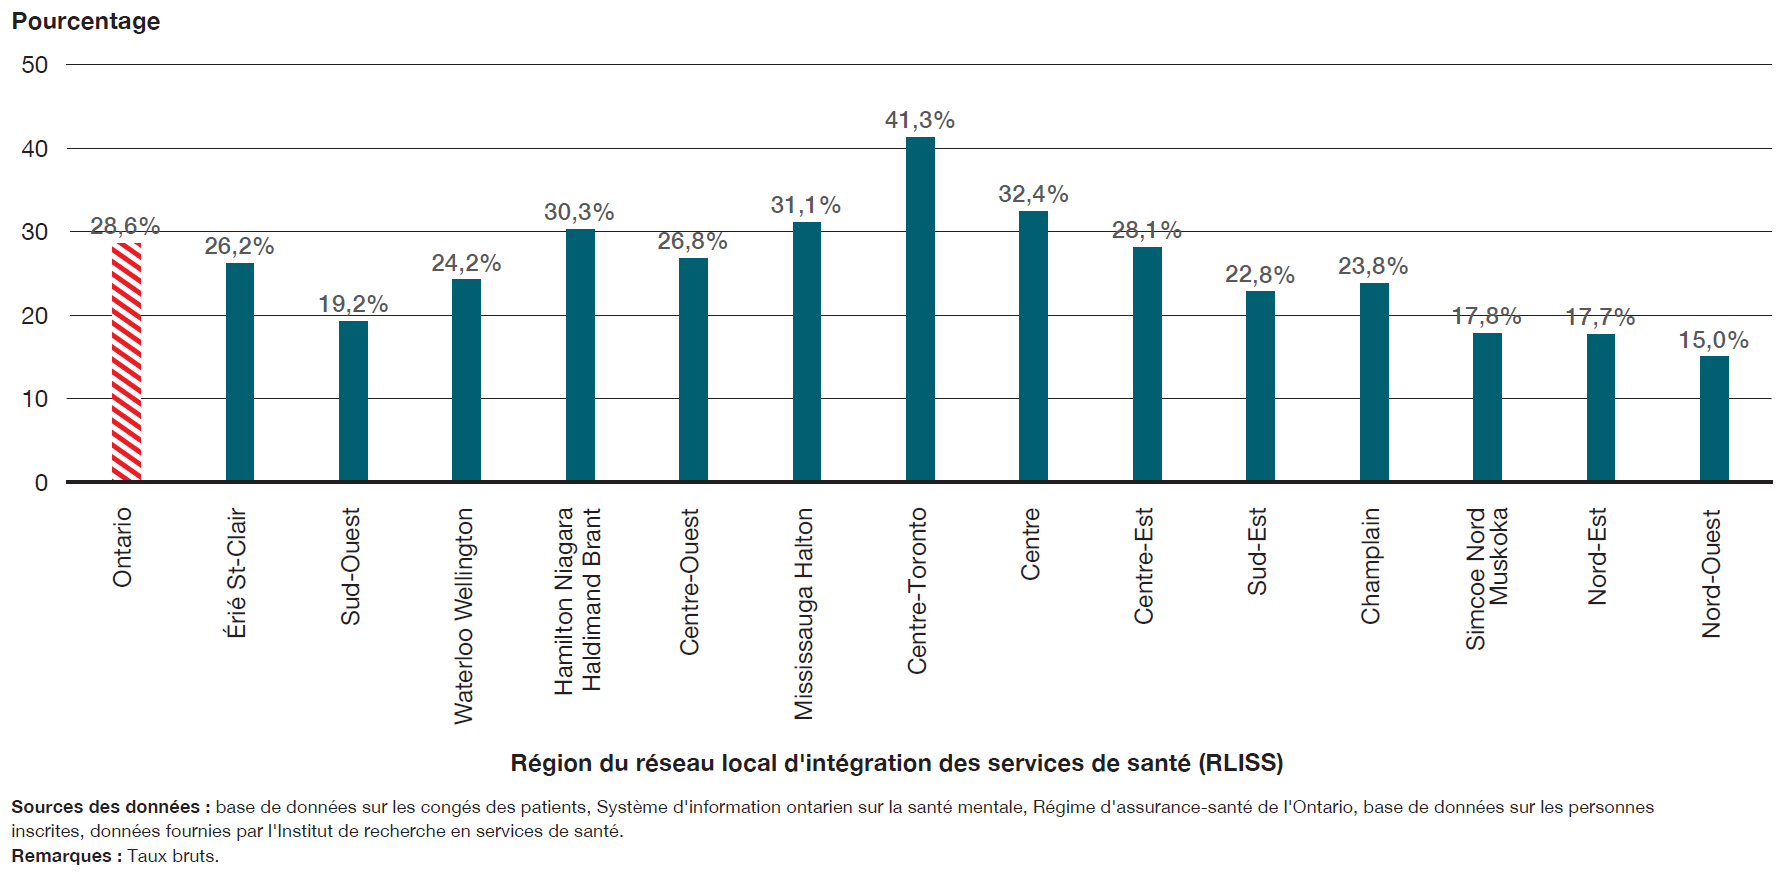 Pourcentage
50
40
30
20
10
0
28,6%
26,2%
19,2%
24,2%
30,3%
26,8%
31,1%
41,3%
32,4%
28,1%
22,8%
23,8%
17,8%
17,7%
15,0%
Ontario
Érié St-Clair
Sud-Ouest
Waterloo Wellington
Hamilton Niagara
Haldimand Brant
Centre-Ouest
Mississauga Halton
Centre-Toronto
Centre
Centre-Est
Sud-Est
Champlain
Simcoe Nord
Muskoka
Nord-Est
Nord-Ouest
Région du réseau local d'intégration des services de santé (RLISS)
Sources des données : base de données sur les congés des patients, Système d'information ontarien sur la santé mentale, Régime d'assurance-santé de l'Ontario, base de données sur les personnes
inscrites, données fournies par l'Institut de recherche en services de santé.
Remarques : Taux bruts.